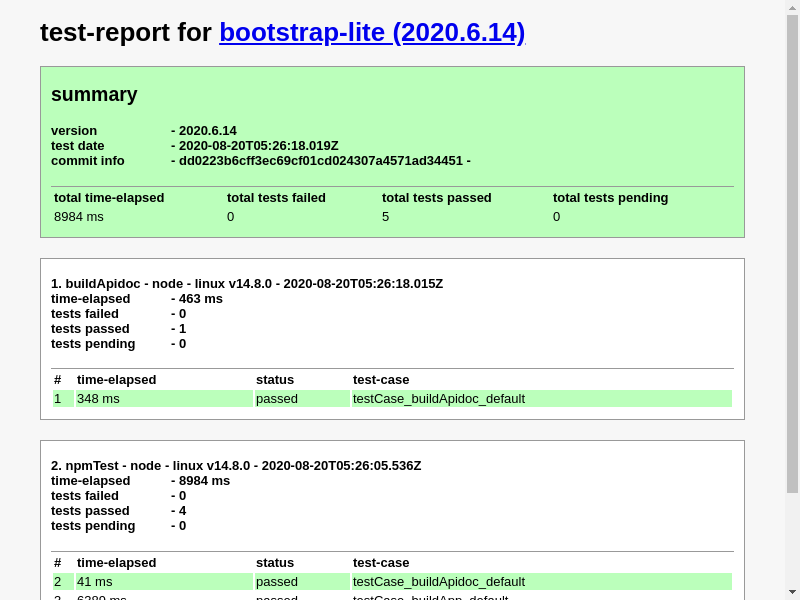 test-report for bootstrap-lite (2020.6.14)
summary
version - 2020.6.14
test date - 2020-08-20T05:26:18.019Z
commit info - dd0223b6cff3ec69cf01cd024307a4571ad34451 -
total time-elapsed total tests failed total tests passed total tests pending
8984 ms 0 5 0
1. buildApidoc - node - linux v14.8.0 - 2020-08-20T05:26:18.015Z
time-elapsed - 463 ms
tests failed - 0
tests passed - 1
tests pending - 0
# time-elapsed status test-case
1 348 ms passed testCase_buildApidoc_default
2. npmTest - node - linux v14.8.0 - 2020-08-20T05:26:05.536Z
time-elapsed - 8984 ms
tests failed - 0
tests passed - 4
tests pending - 0
# time-elapsed status test-case
2 41 ms passed testCase_buildApidoc_default
3 6389 ms passed testCase_buildApp_default